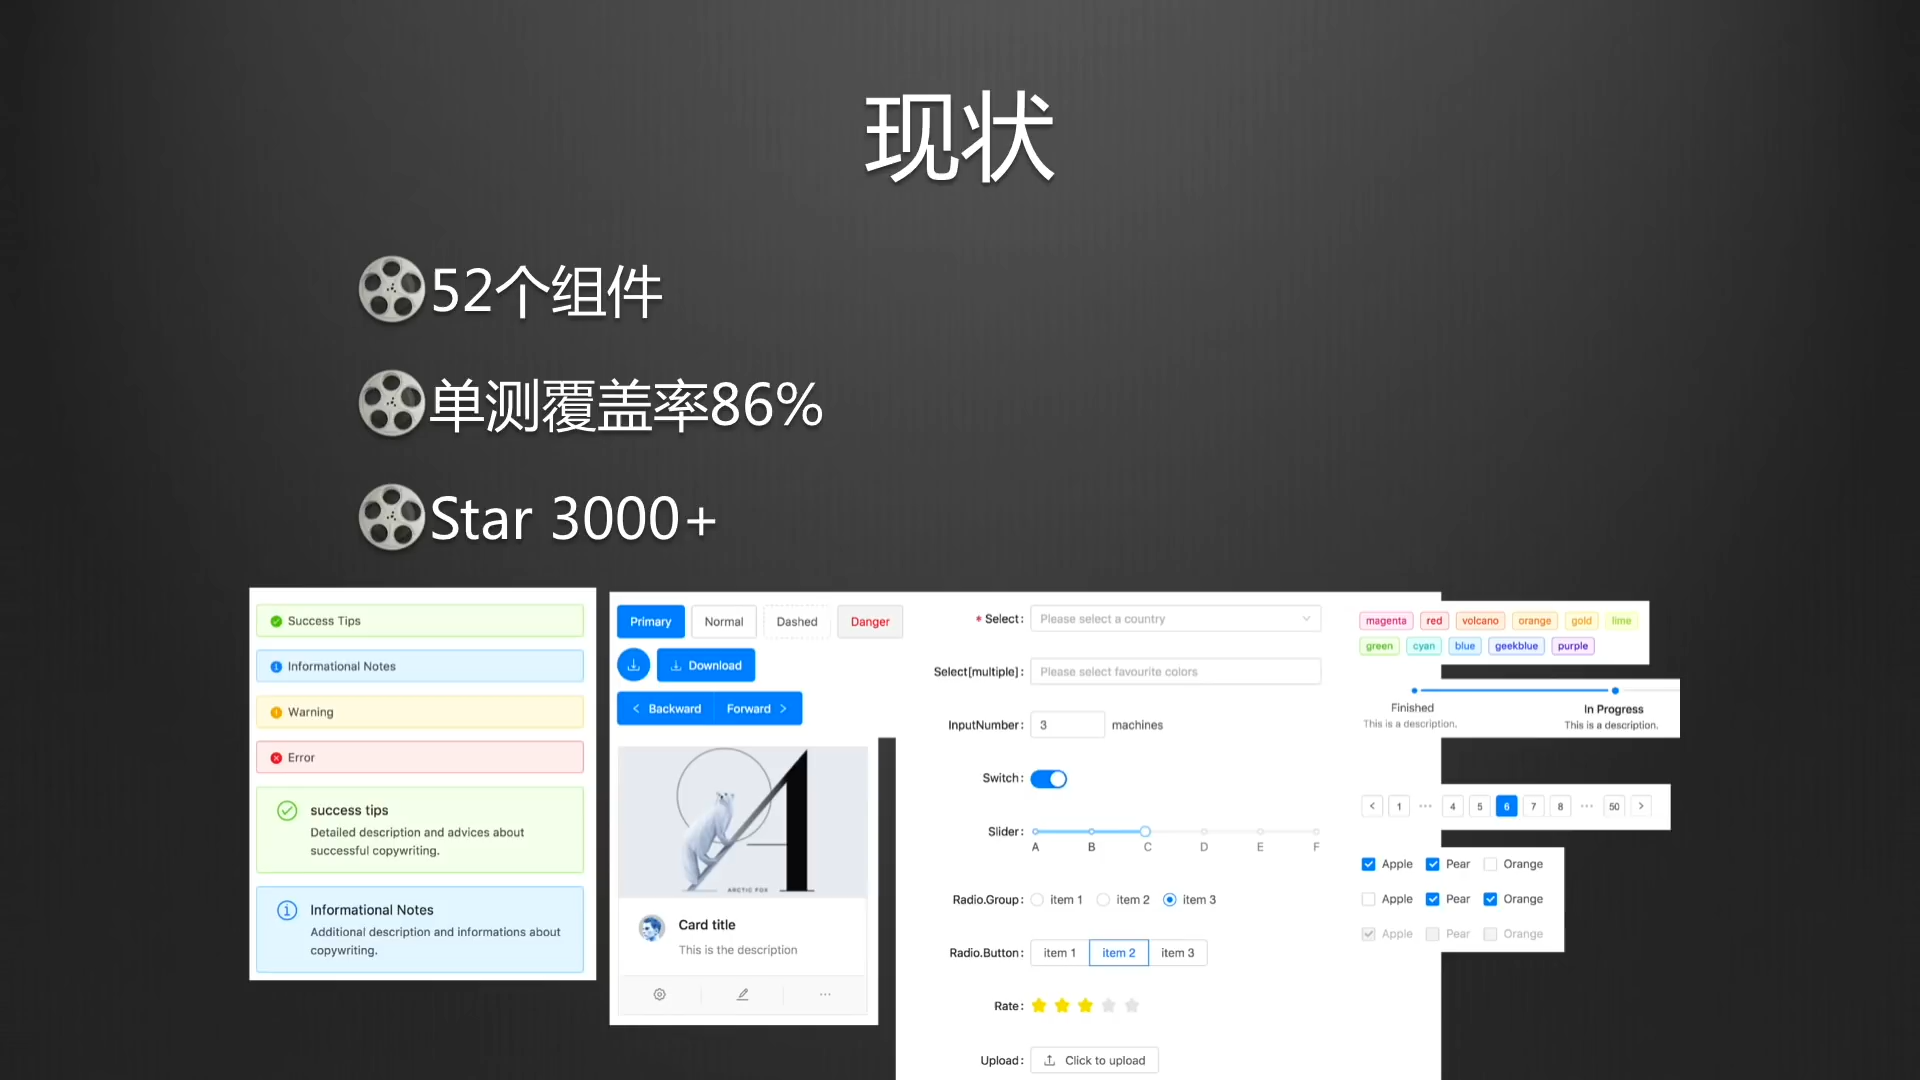 现状
52个组件
单测覆盖率86%
Star 3000+
Success Tips
Informational Notes
Warning
Error
success tips
Detailed description and advices about
successful copywriting.
Informational Notes
Additional description and informations about
copywriting.
Primary Normal Dashed Danger
Download
Backward Forward
ARCTIC FOX
Card title
This is the description
* Select: Please select a country
Select[multiple]: Please select favourite colors
InputNumber: 3 machines
Switch:
Slider:
A B C D E F
Radio.Group: item 1 item 2 item 3
Radio.Button: item 1 item 2 item 3
Rate:
Upload: Click to upload
magenta red volcano orange gold lime
green cyan blue geekblue purple
Finished In Progress
This is a description. This is a description.
< 1 ··· 4 5 6 7 8 ··· 50 >
Apple Pear Orange
Apple Pear Orange
Apple Pear Orange